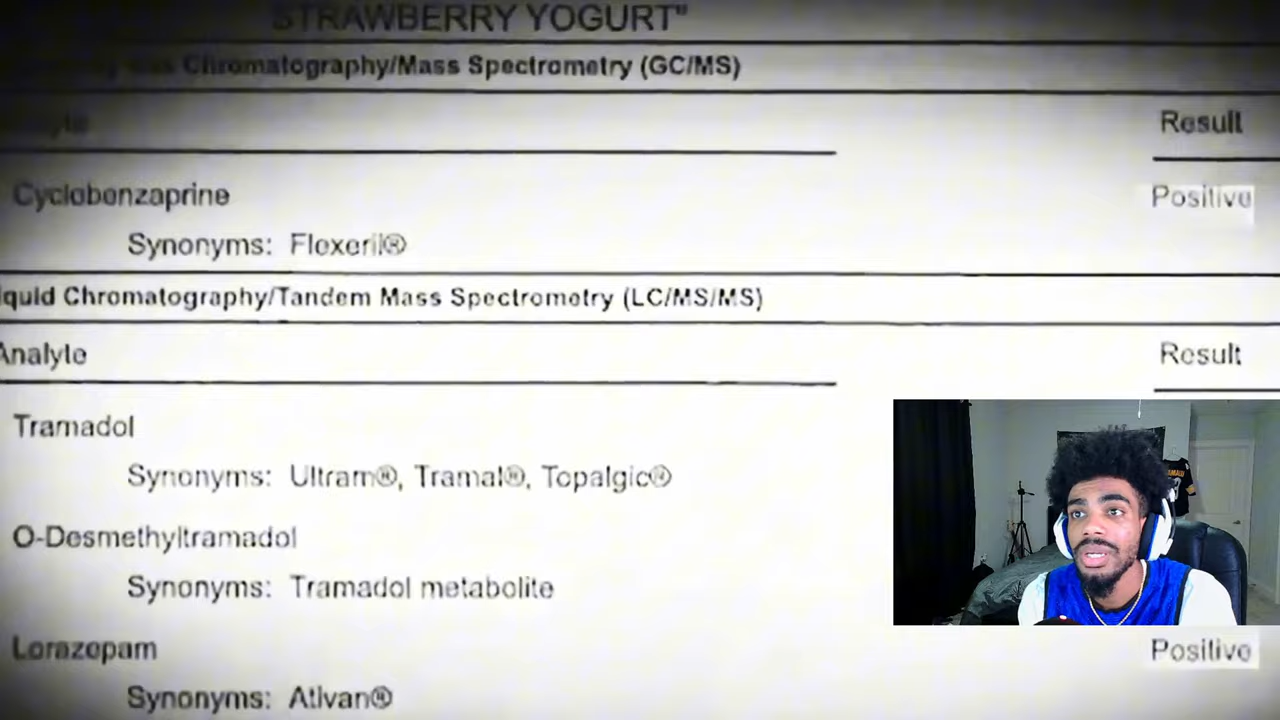 STRAWBERRY YOGURT"
Chromatography/Mass Spectrometry (GC/MS)
Result
Cyclobenzaprine Positive
Synonyms: Flexeril®
iquid Chromatography/Tandem Mass Spectrometry (LC/MS/MS)
Analyte Result
Tramadol
Synonyms: Ultram®, Tramal®, Topalgic®
O-Desmethyltramadol
Synonyms: Tramadol metabolite
Lorazepam Positive
Synonyms: Ativan®